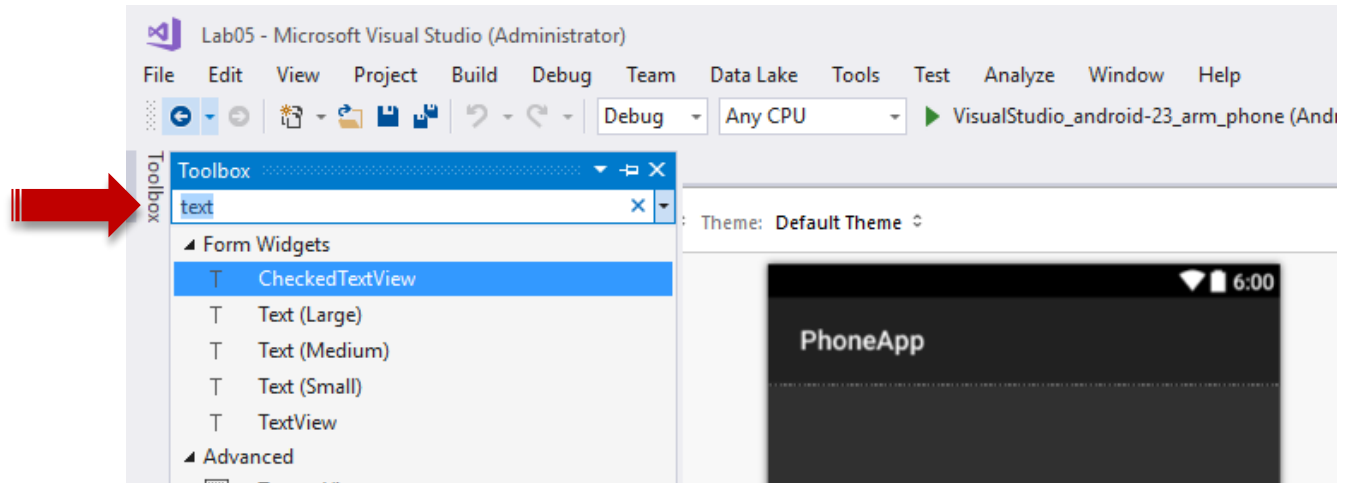 Lab05 - Microsoft Visual Studio (Administrator)
File Edit View Project Build Debug Team Data Lake Tools Test Analyze Window Help
Debug Any CPU VisualStudio_android-23_arm_phone (Andr
Toolbox
Toolbox
text
Theme: Default Theme
Form Widgets
CheckedTextView
6:00
Text (Large)
PhoneApp
Text (Medium)
Text (Small)
TextView
Advanced